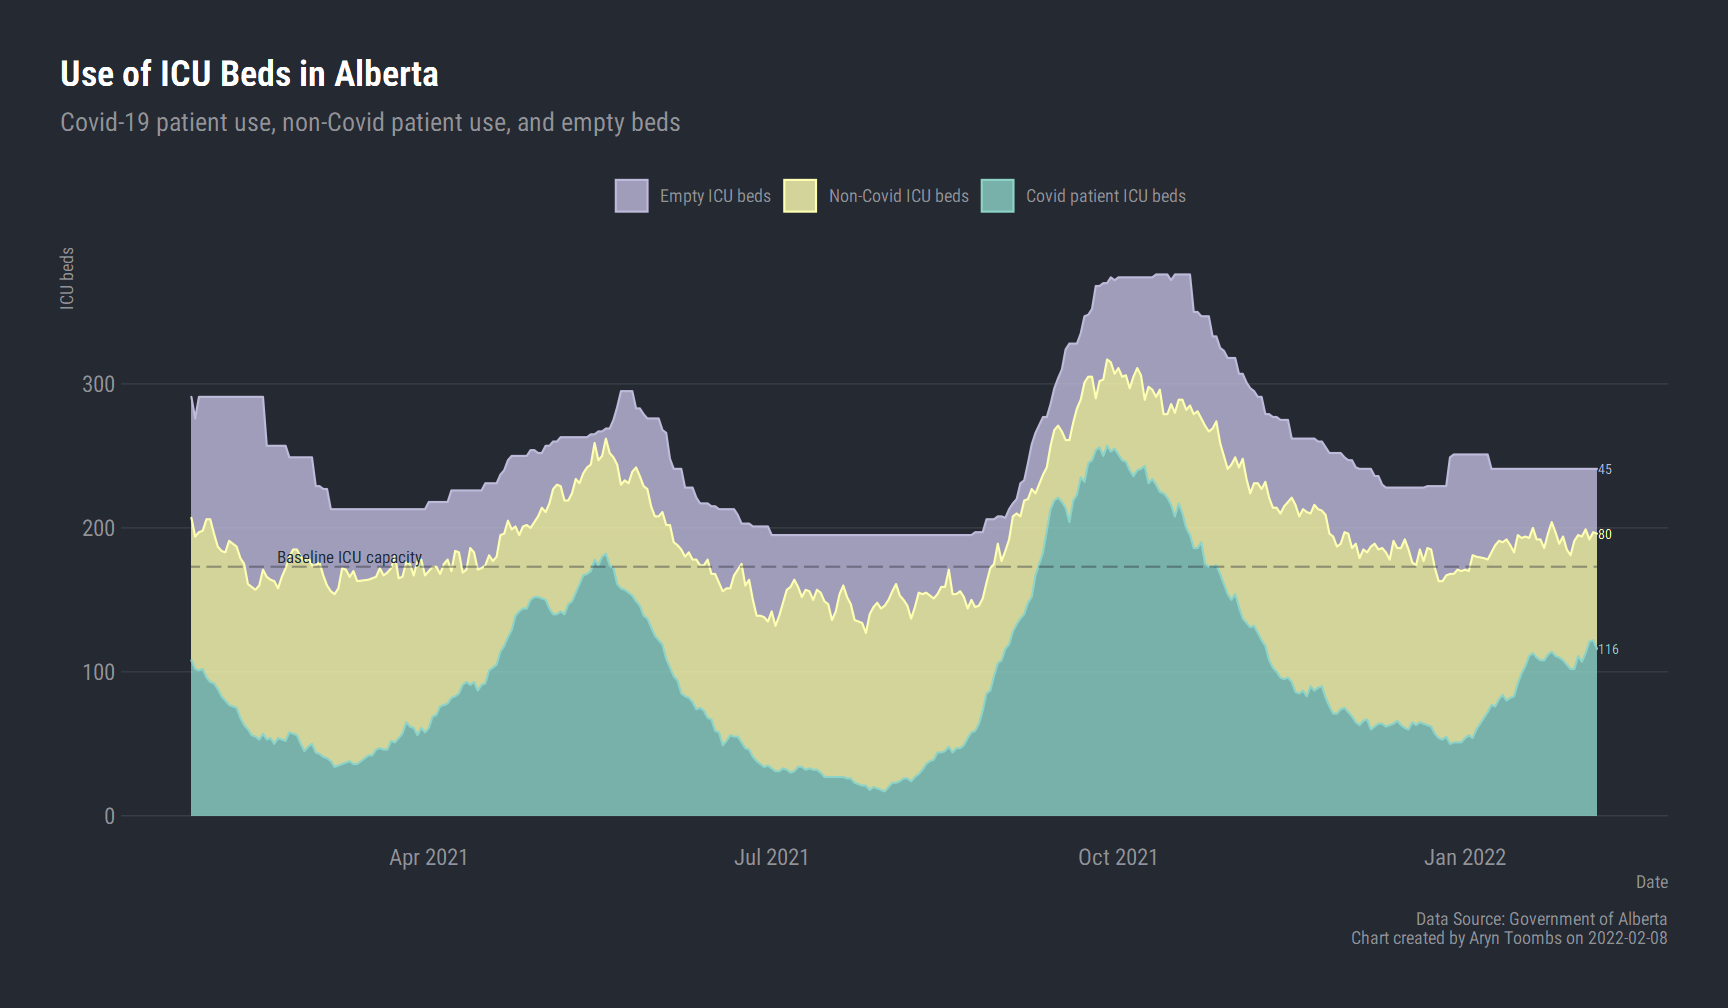 Use of ICU Beds in Alberta
Covid-19 patient use, non-Covid patient use, and empty beds
Empty ICU beds Non-Covid ICU beds Covid patient ICU beds
ICU beds
300
200
100
0
Baseline ICU capacity
45
80
116
Apr 2021 Jul 2021 Oct 2021 Jan 2022
Date
Data Source: Government of Alberta
Chart created by Aryn Toombs on 2022-02-08